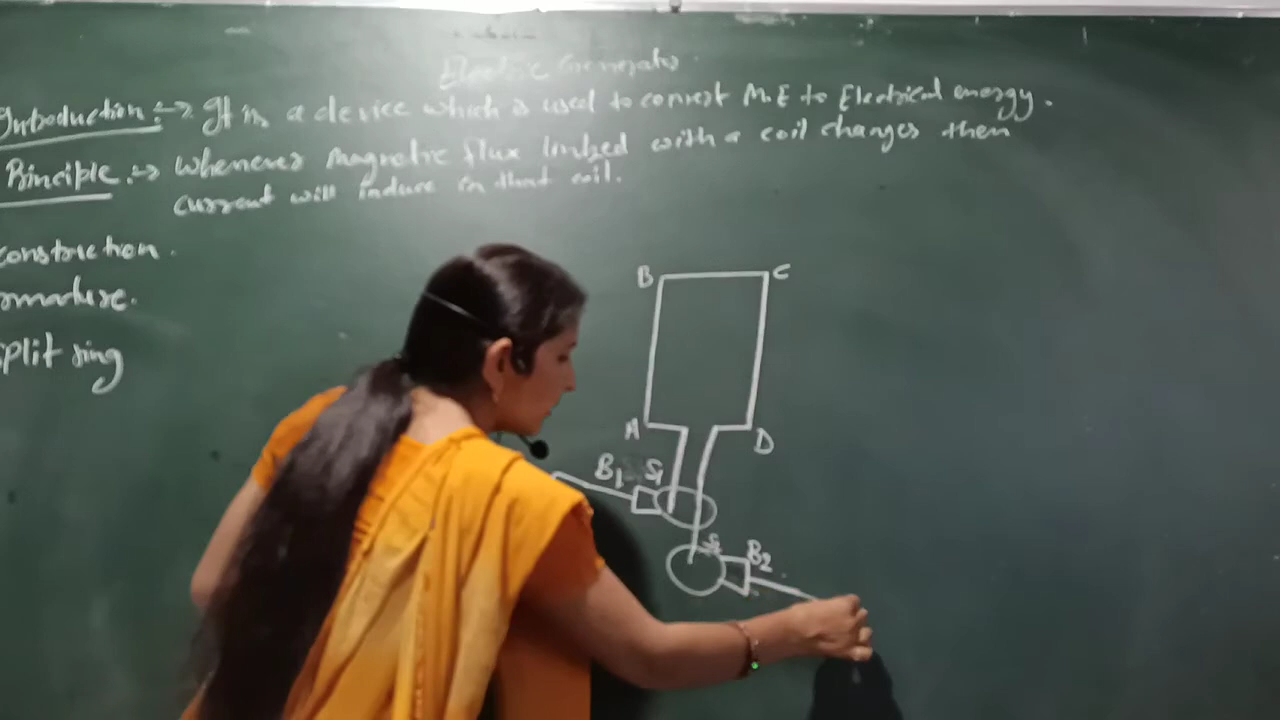 Electric Generator.
Introduction :→ It is a device which is used to convert M.E to Electrical energy.
Principle :→ Whenever magnetic flux linked with a coil changes then
current will induce in that coil.
Construction.
rmature.
split ring
B C
A D
B1 S1
S2 B2